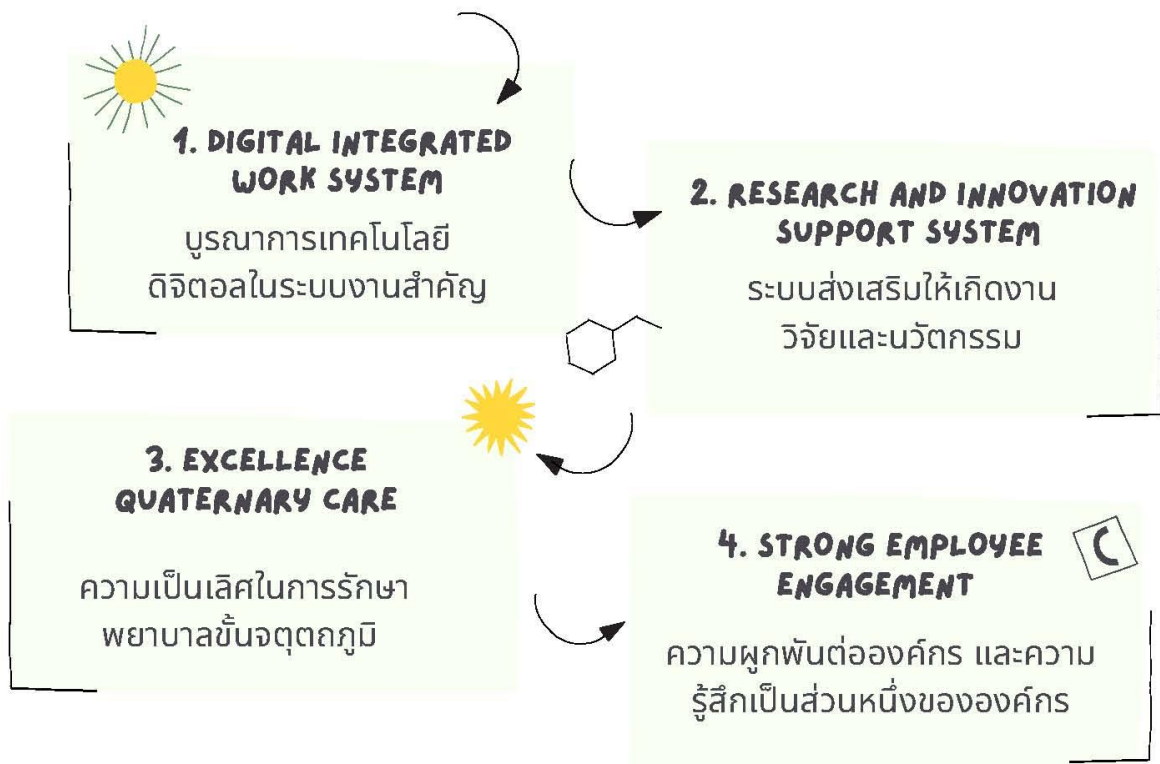 1. DIGITAL INTEGRATED
WORK SYSTEM
บูรณาการเทคโนโลยี
ดิจิตอลในระบบงานสำคัญ
2. RESEARCH AND INNOVATION
SUPPORT SYSTEM
ระบบส่งเสริมให้เกิดงาน
วิจัยและนวัตกรรม
3. EXCELLENCE
QUATERNARY CARE
ความเป็นเลิศในการรักษา
พยาบาลขั้นจตุตถภูมิ
4. STRONG EMPLOYEE
ENGAGEMENT
ความผูกพันต่อองค์กร และความ
รู้สึกเป็นส่วนหนึ่งขององค์กร